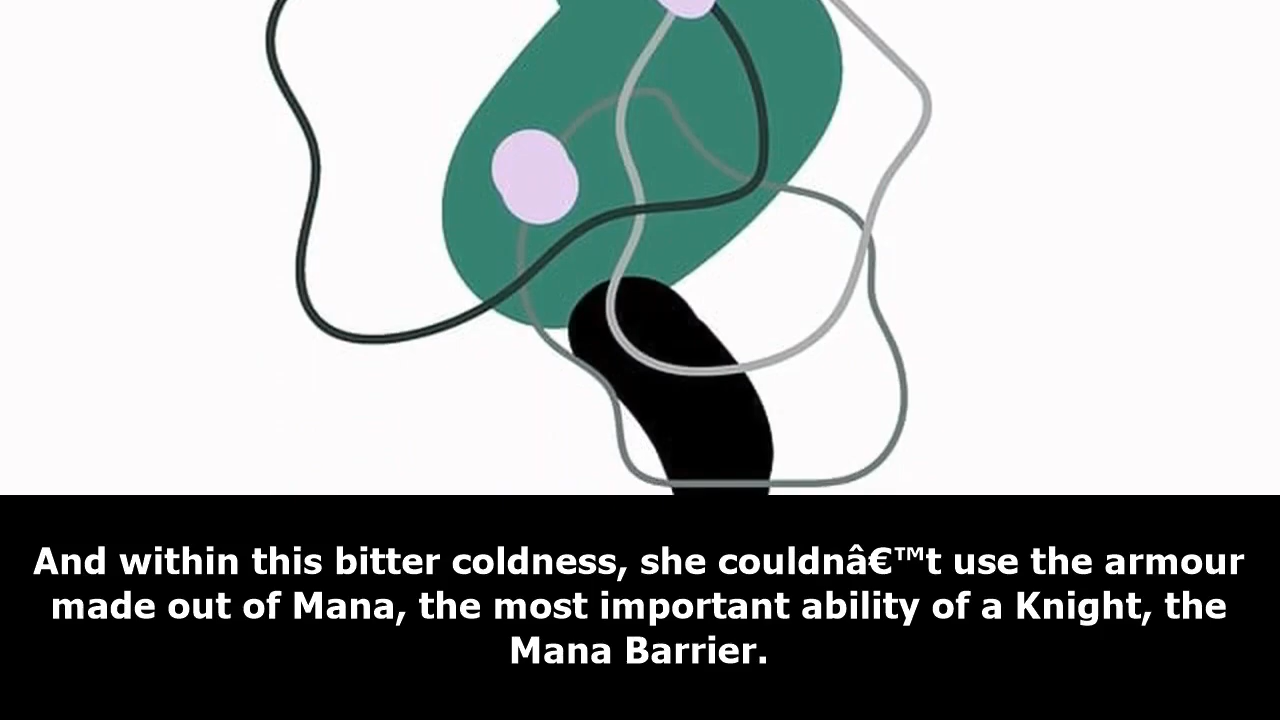 And within this bitter coldness, she couldnâ€™t use the armour
made out of Mana, the most important ability of a Knight, the
Mana Barrier.